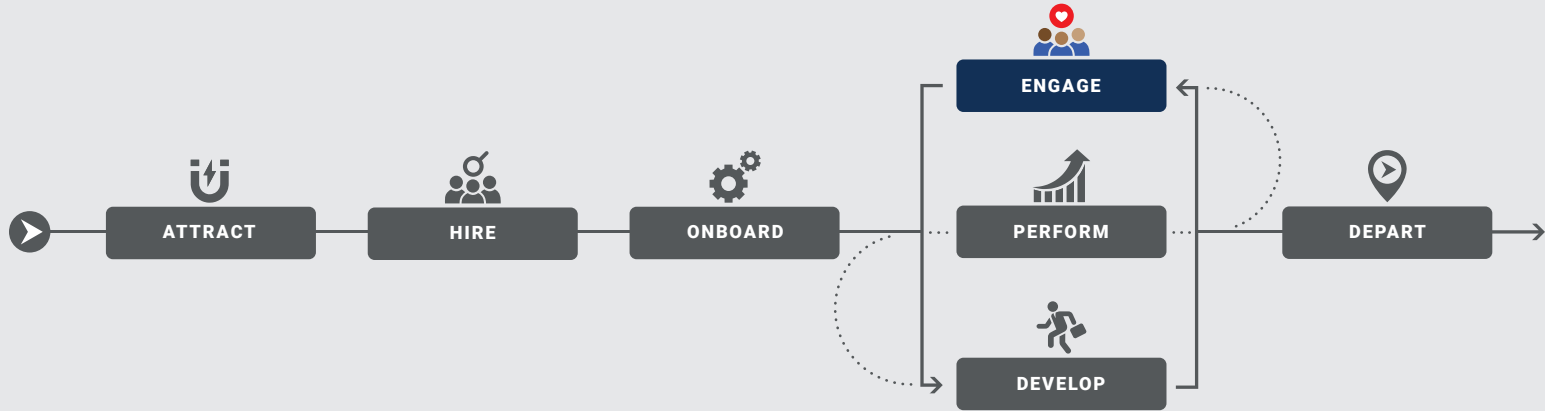 ATTRACT
HIRE
ONBOARD
ENGAGE
PERFORM
DEVELOP
DEPART